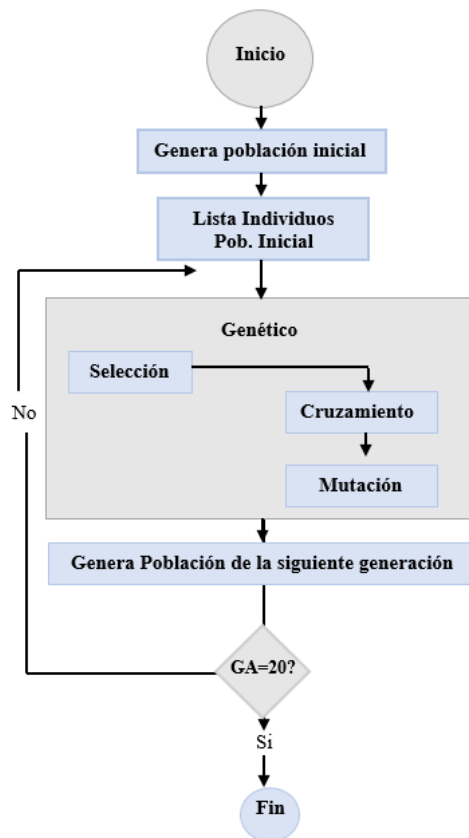 Inicio
Genera población inicial
Lista Individuos
Pob. Inicial
Genético
Selección
Cruzamiento
No
Mutación
Genera Población de la siguiente generación
GA=20?
Si
Fin